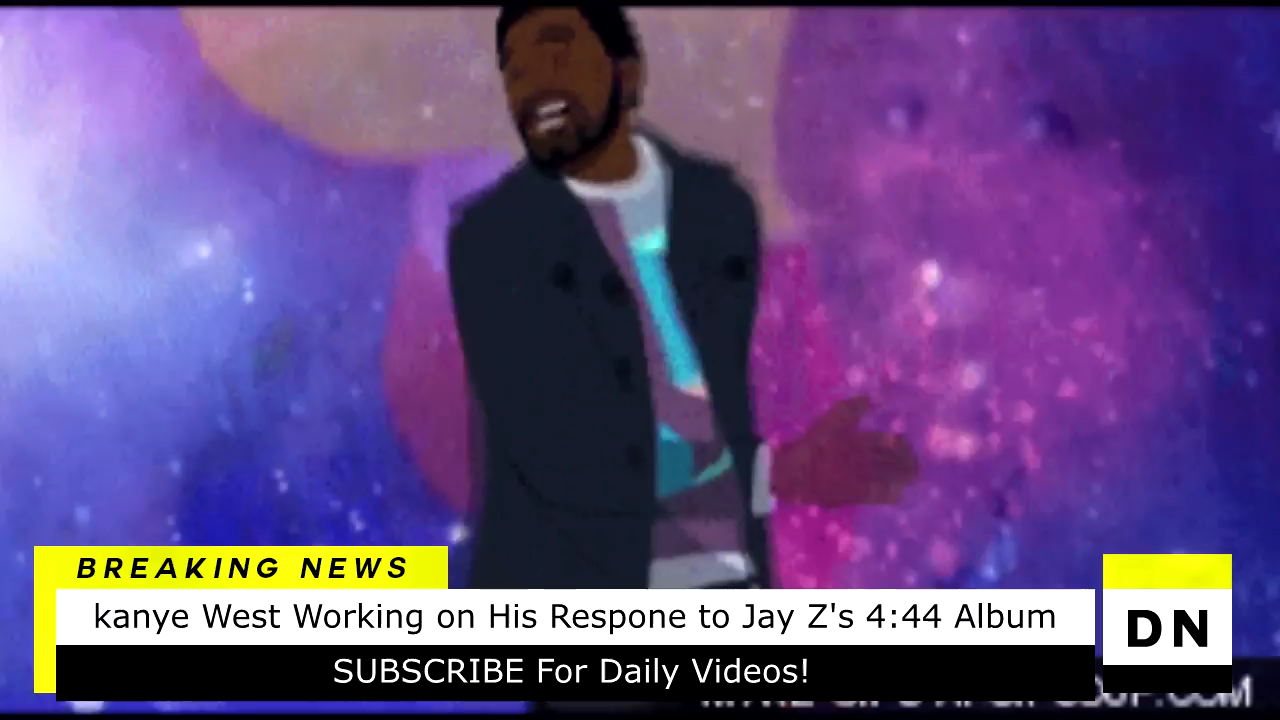 BREAKING NEWS
kanye West Working on His Respone to Jay Z's 4:44 Album
SUBSCRIBE For Daily Videos!
DN